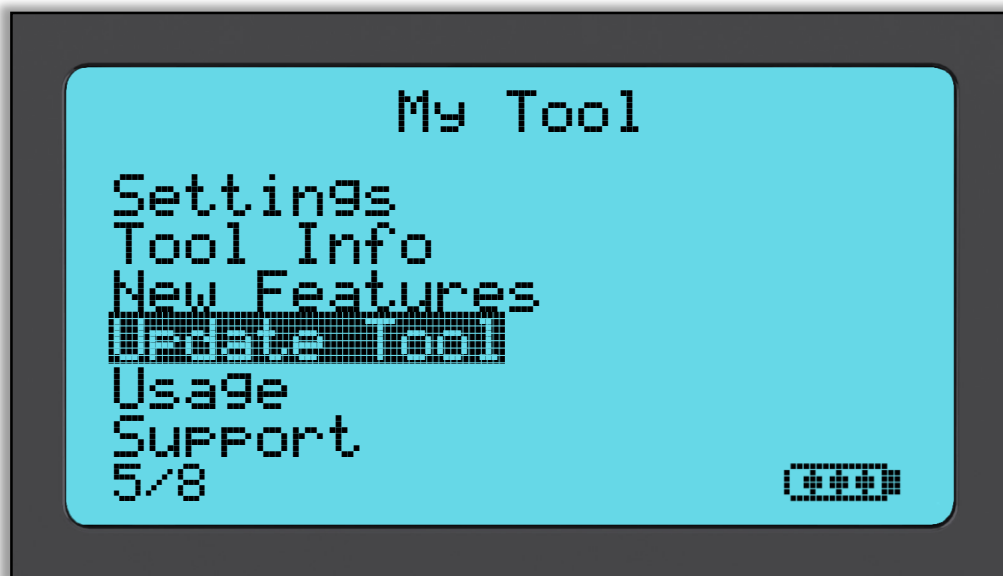 My Tool
Settings
Tool Info
New Features
Update Tool
Usage
Support
5/8